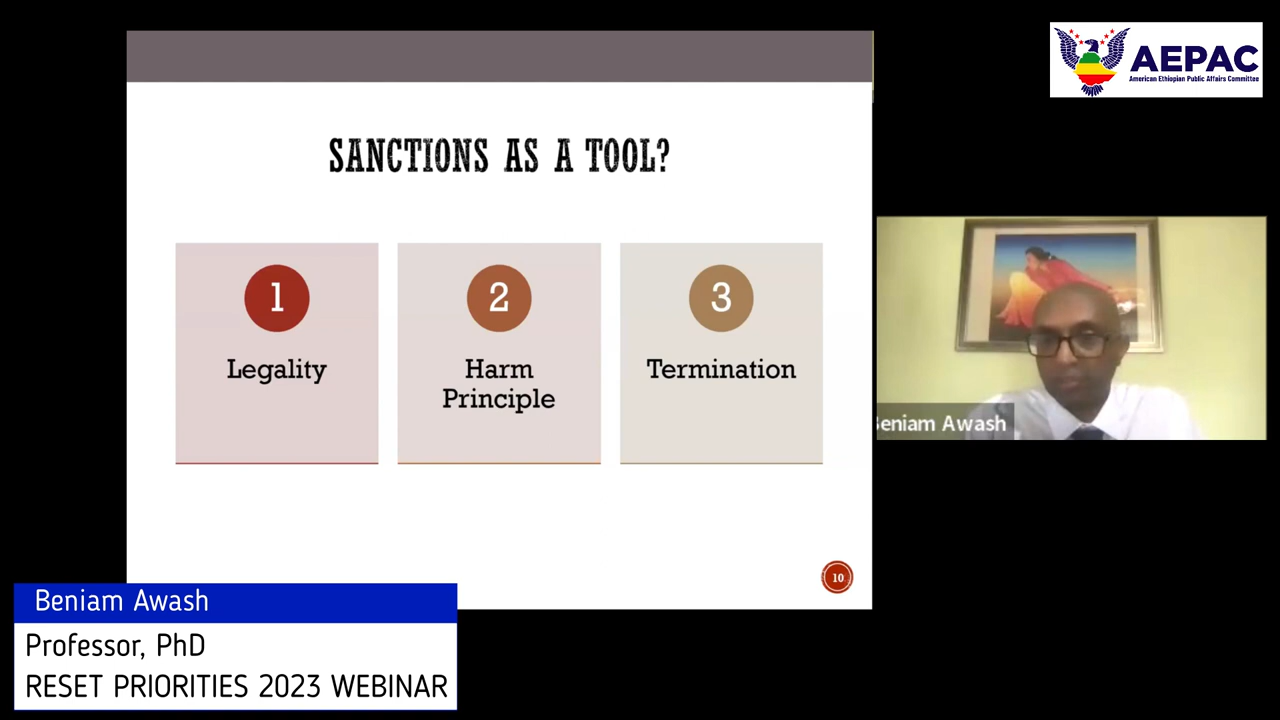 AEPAC
American Ethiopian Public Affairs Committee
SANCTIONS AS A TOOL?
1
2
3
Legality
Harm
Principle
Termination
10
Beniam Awash
Beniam Awash
Professor, PhD
RESET PRIORITIES 2023 WEBINAR